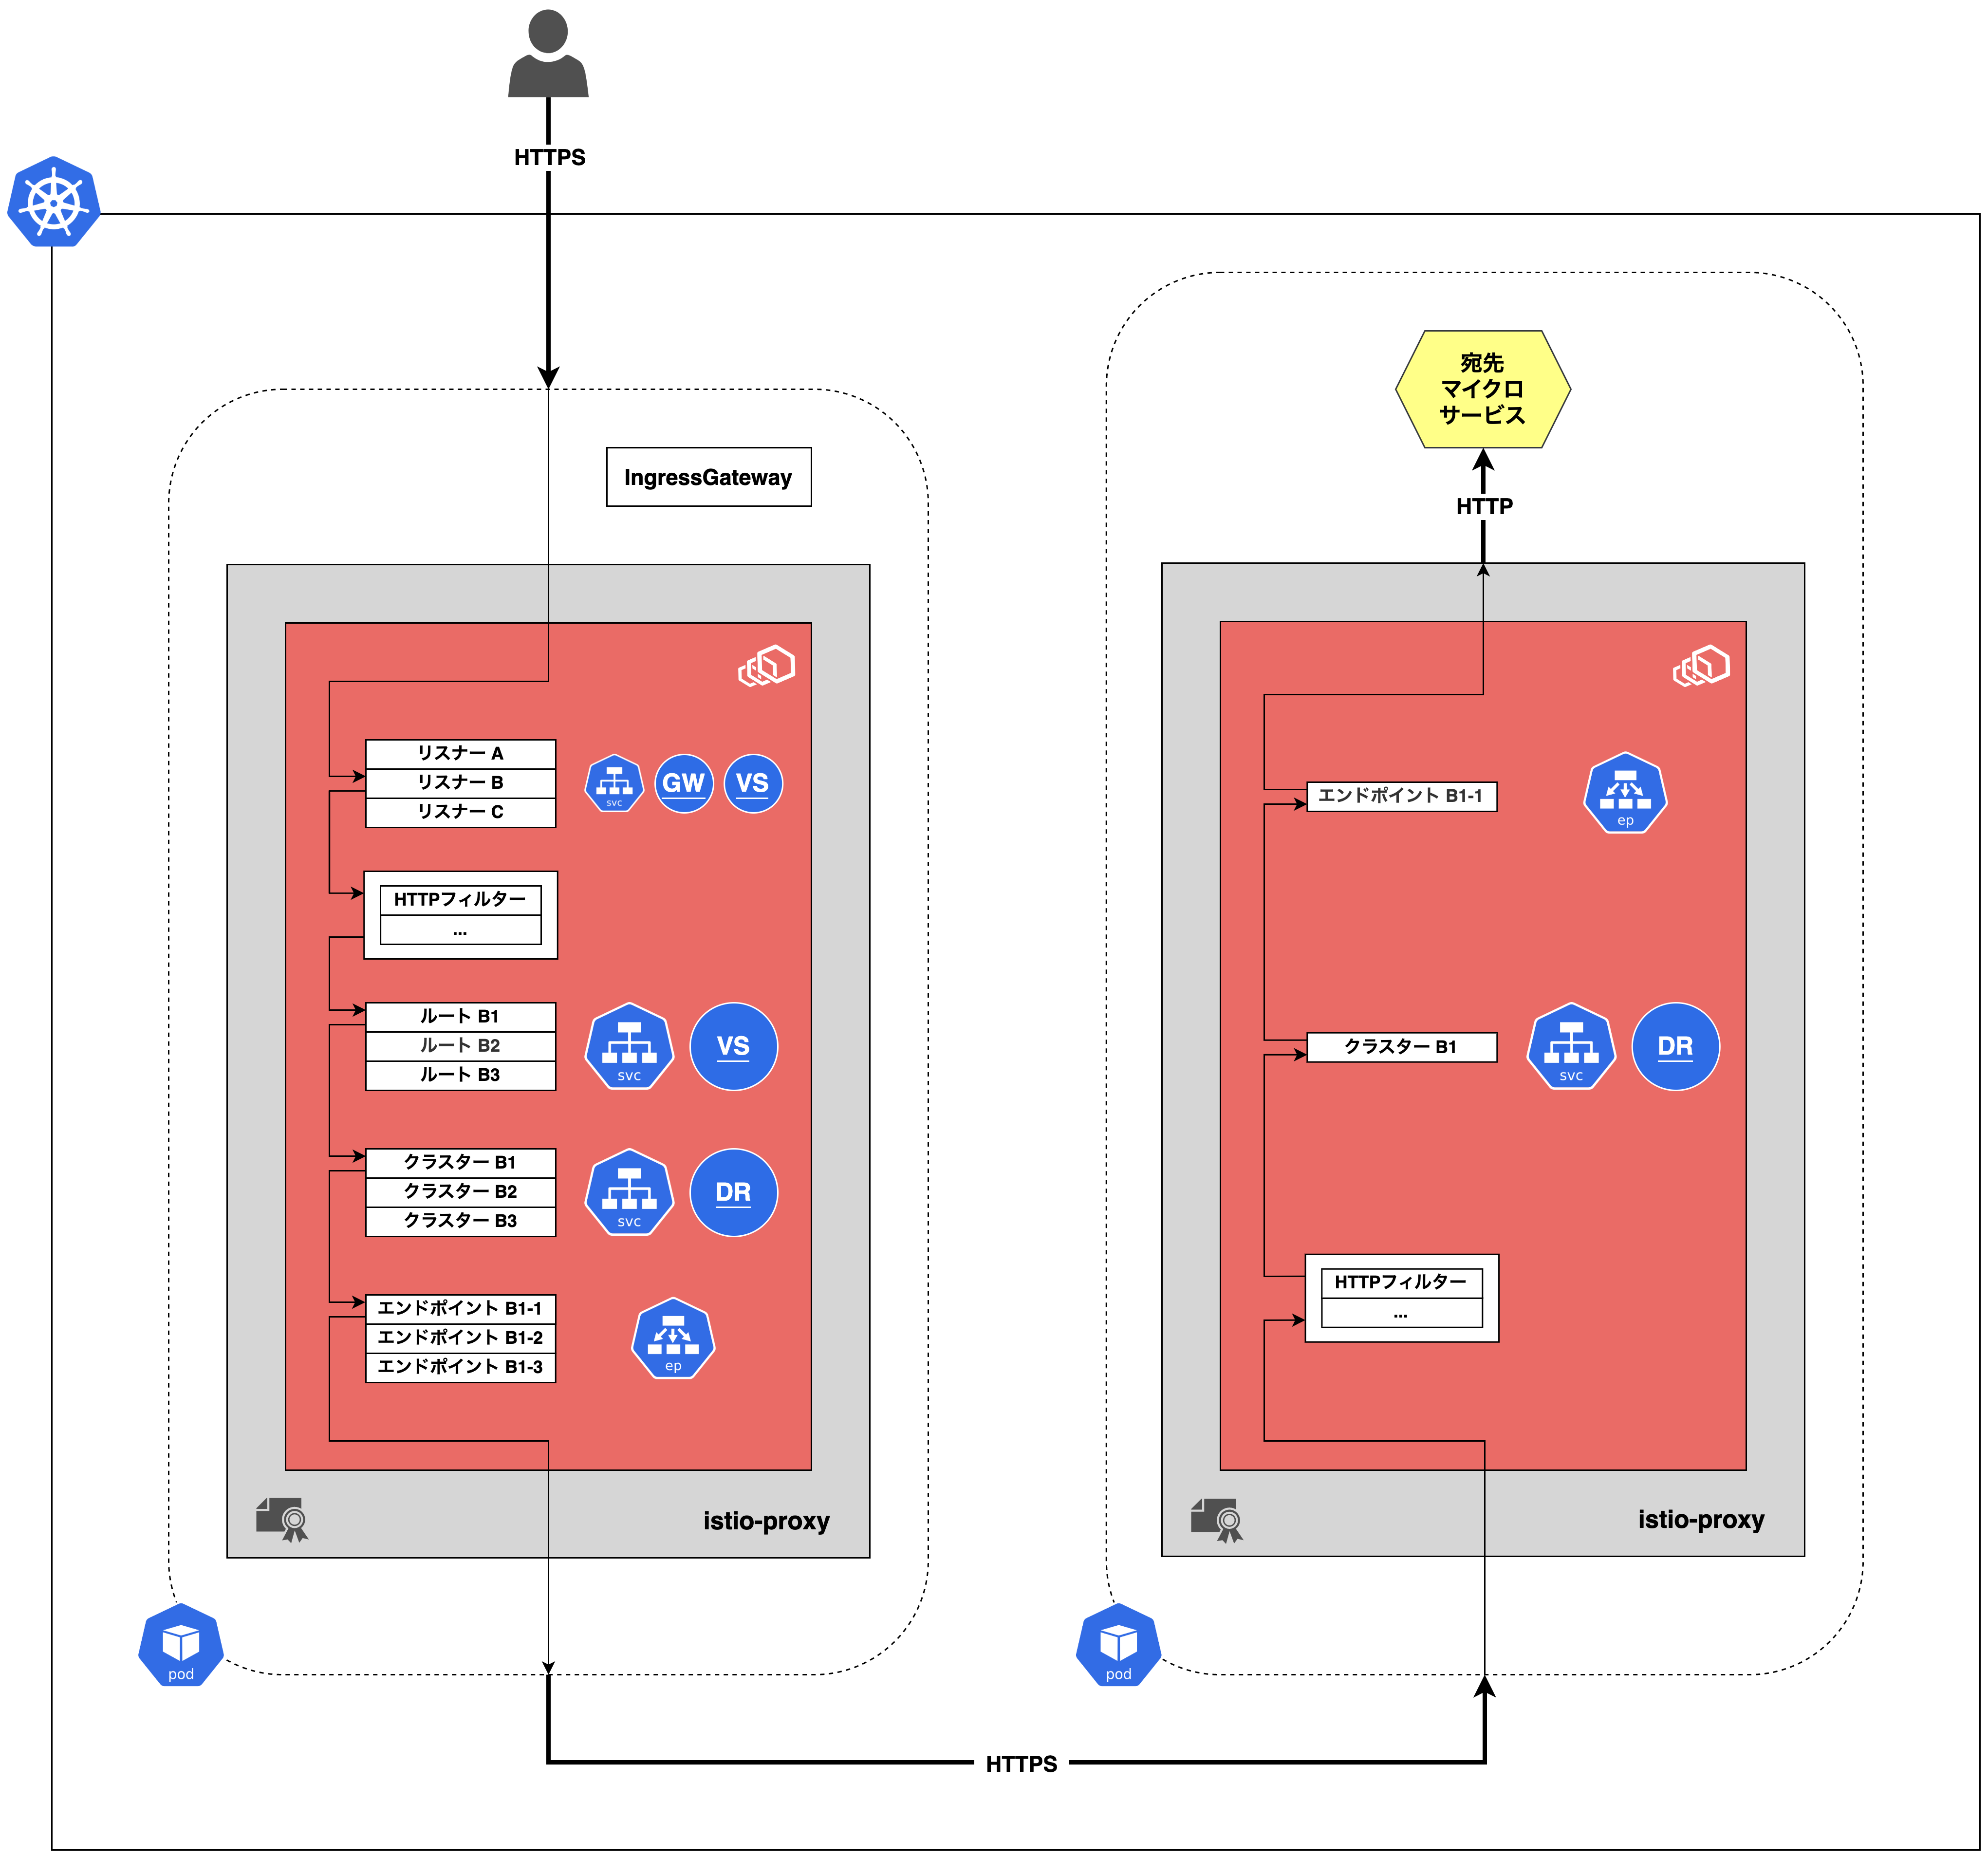 HTTPS
IngressGateway
リスナー A
リスナー B
リスナー C
svc
GW
VS
HTTPフィルター
...
ルート B1
ルート B2
ルート B3
svc
VS
クラスター B1
クラスター B2
クラスター B3
svc
DR
エンドポイント B1-1
エンドポイント B1-2
エンドポイント B1-3
ep
istio-proxy
pod
HTTPS
宛先
マイクロ
サービス
HTTP
エンドポイント B1-1
ep
クラスター B1
svc
DR
HTTPフィルター
...
istio-proxy
pod